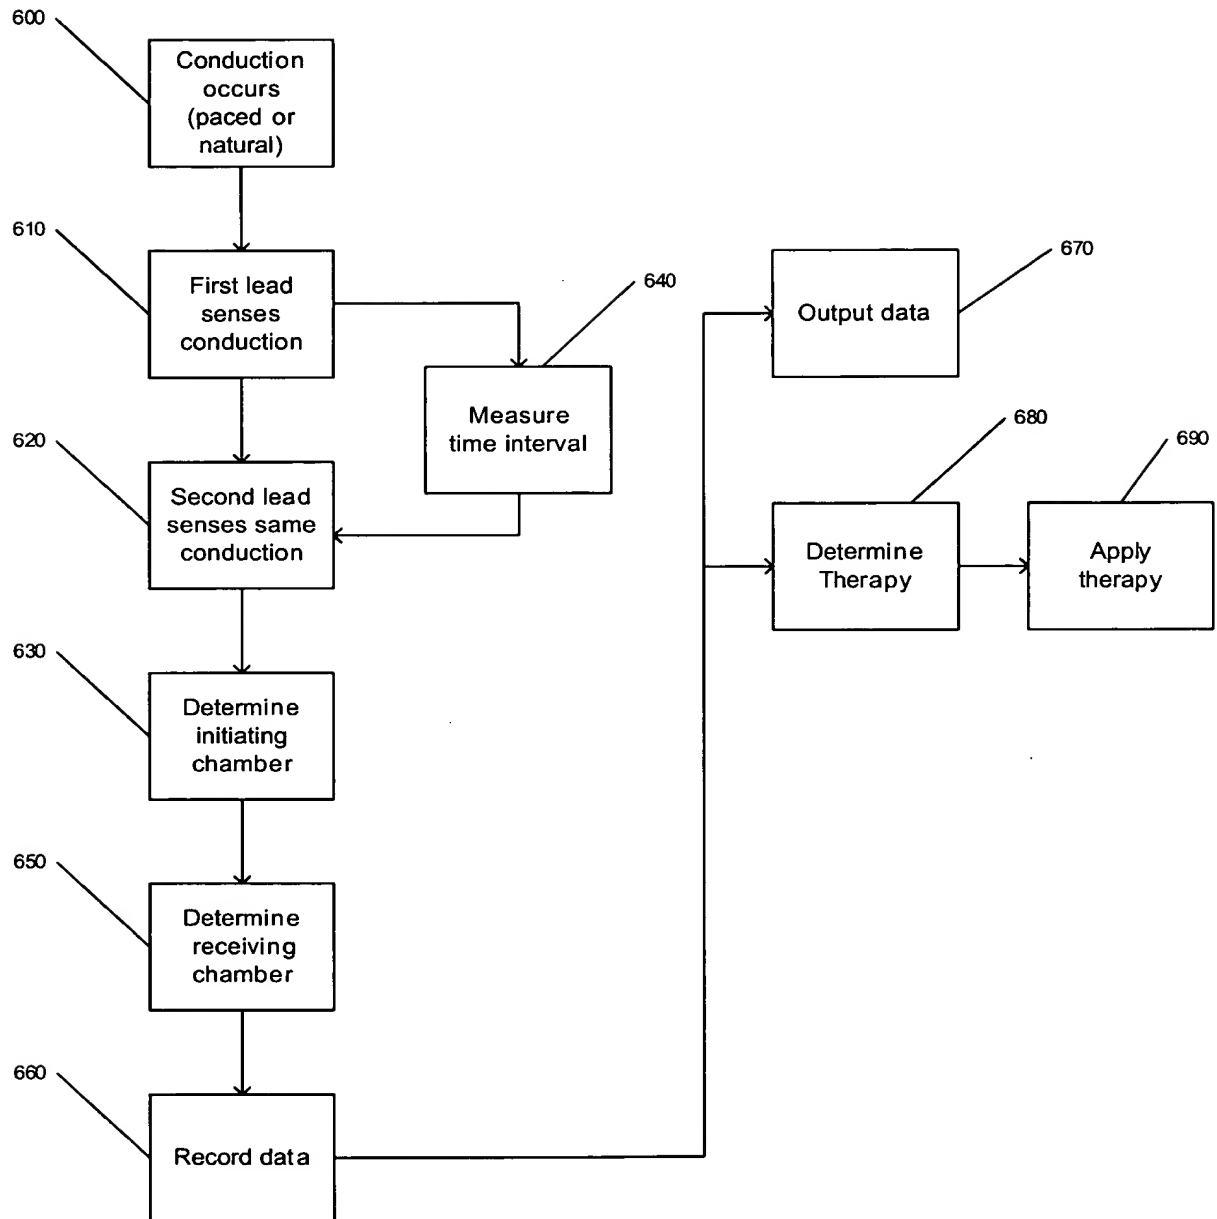 600
Conduction
occurs
(paced or
natural)
610
First lead
senses
conduction
640
Measure
time interval
620
Second lead
senses same
conduction
630
Determine
initiating
chamber
650
Determine
receiving
chamber
660
Record data
670
Output data
680
Determine
Therapy
690
Apply
therapy